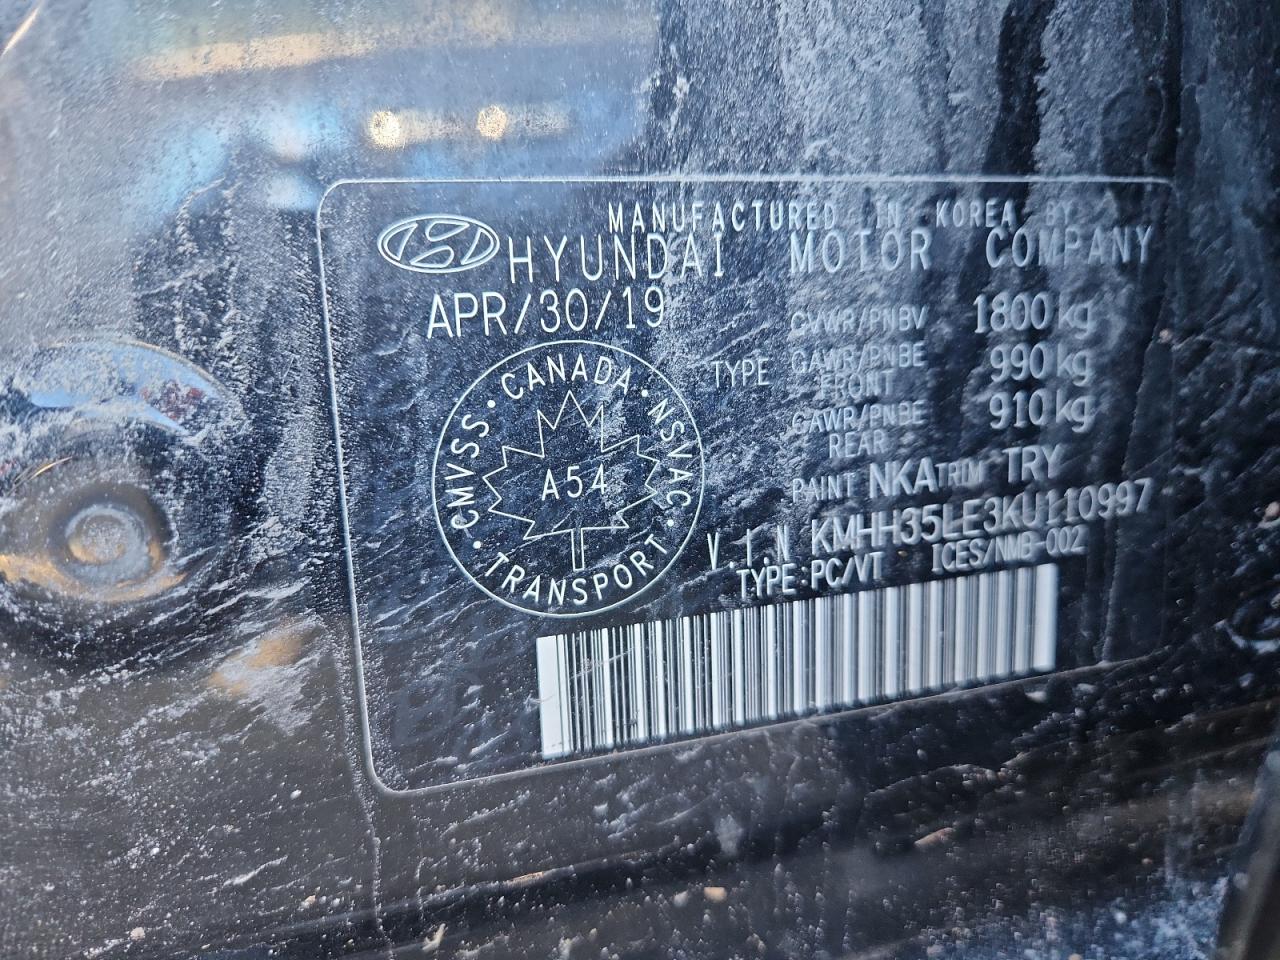 MANUFACTURED IN KOREA BY
HYUNDAI MOTOR COMPANY
APR/30/19
GVWR/PNBV 1800 kg
TYPE GAWR/PNBE FRONT 990 kg
GAWR/PNBE REAR 910 kg
PAINT NKA TRIM TRY
V.I.N KMHH35LE3KU110997
TYPE:PC/VT ICES/NMB-002
CANADA · NSVAC · TRANSPORT · CMVSS ·
A54